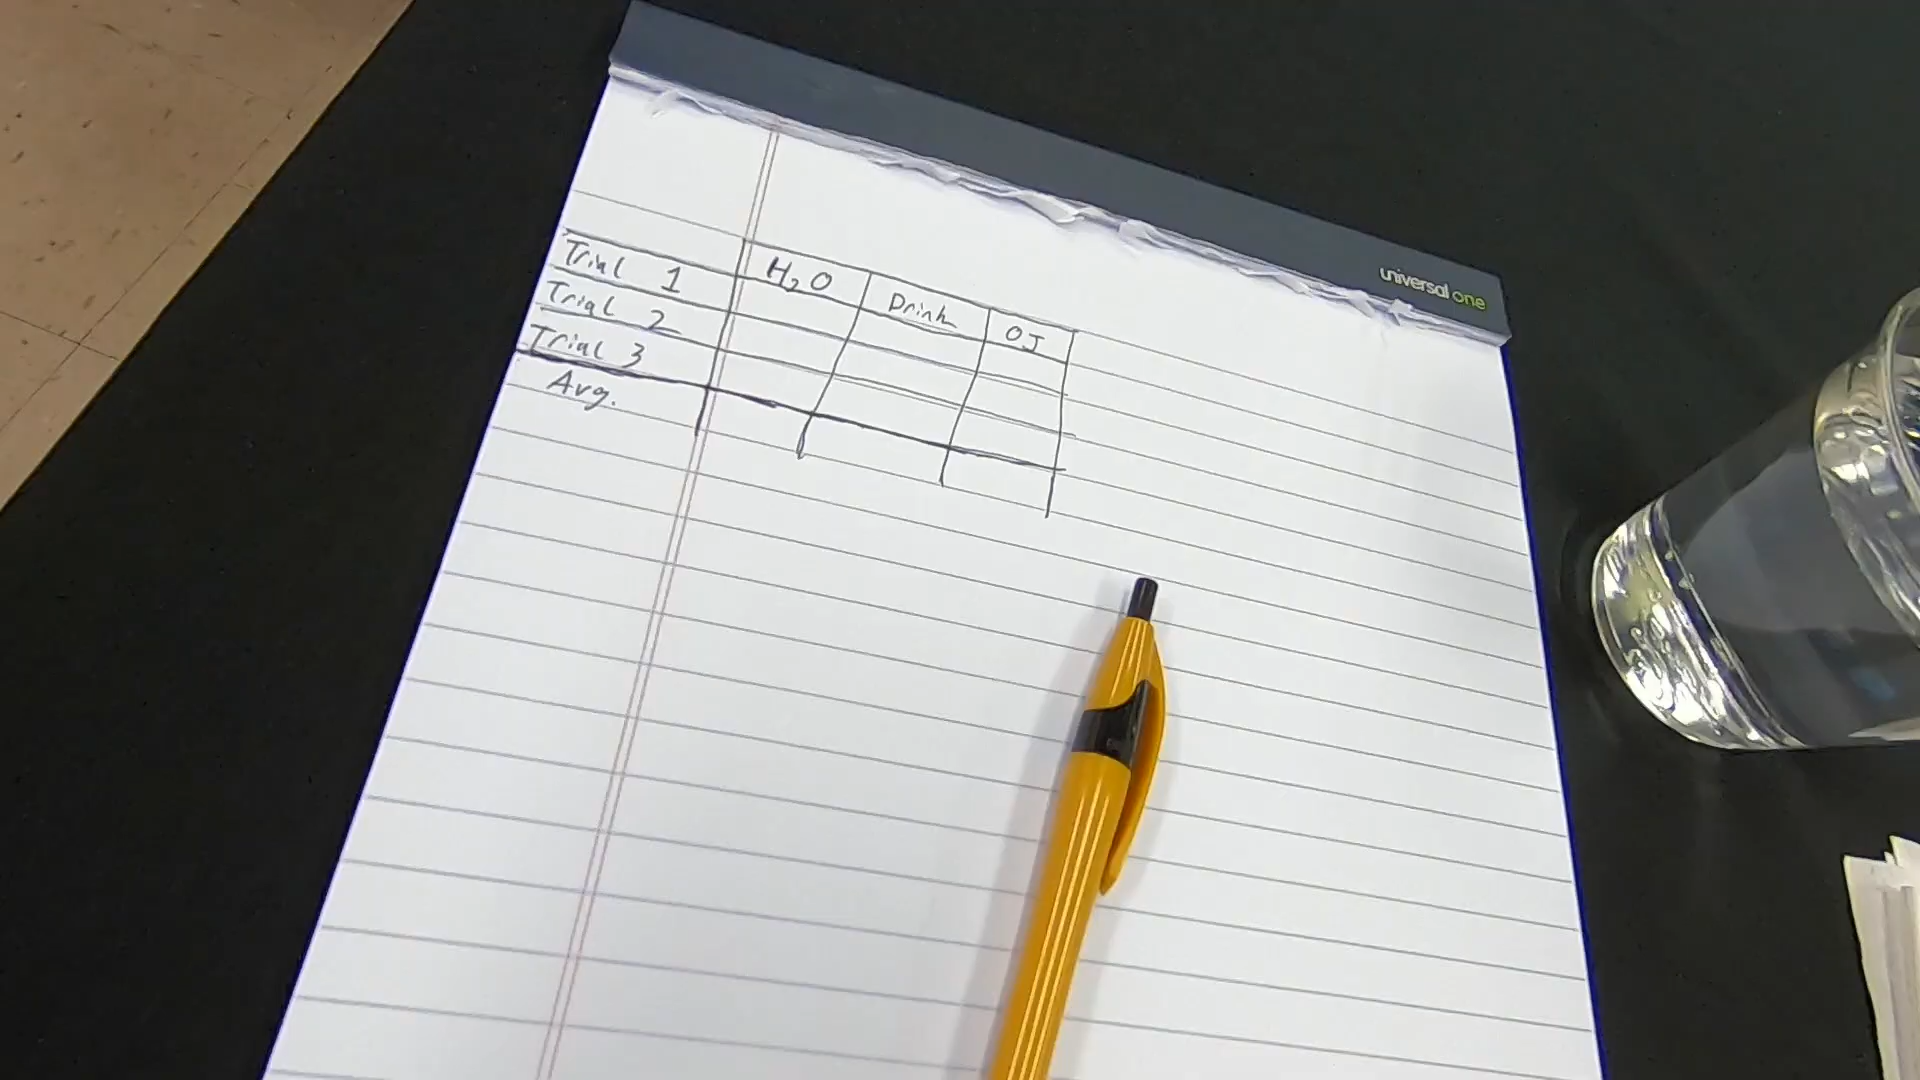 universal one
H₂O Drink OJ
Trial 1
Trial 2
Trial 3
Avg.